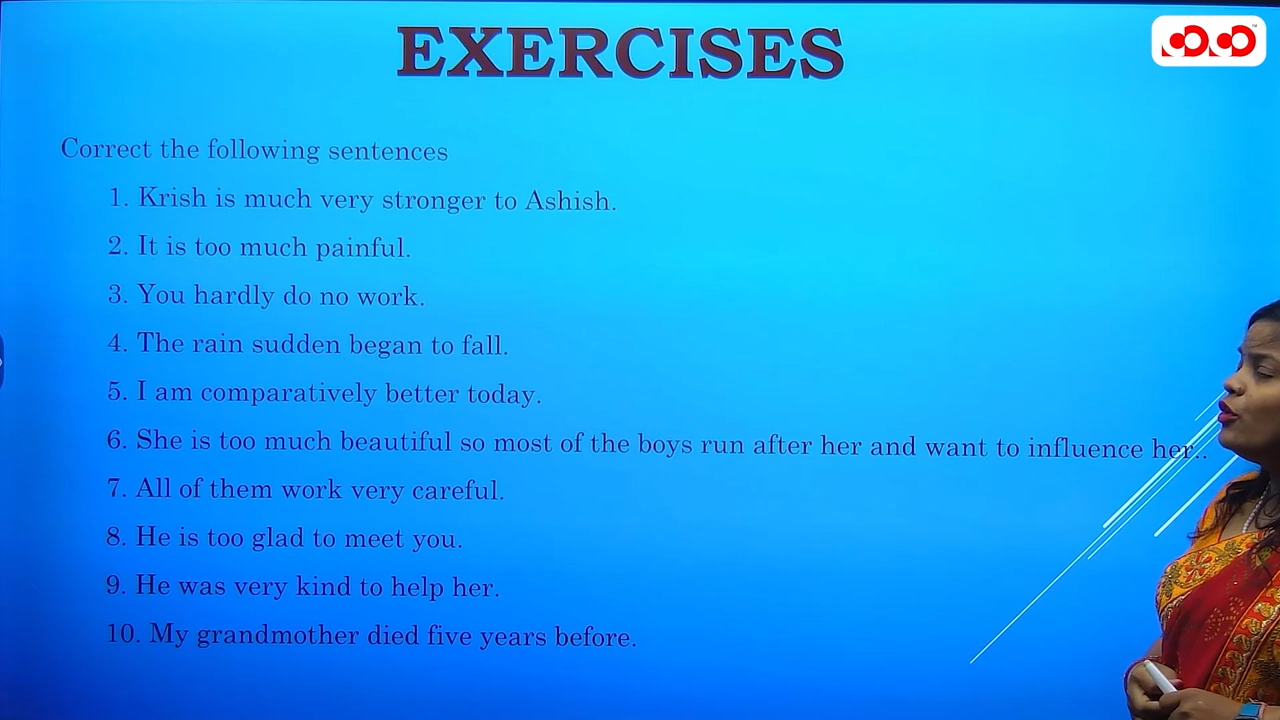 EXERCISES
Correct the following sentences
1. Krish is much very stronger to Ashish.
2. It is too much painful.
3. You hardly do no work.
4. The rain sudden began to fall.
5. I am comparatively better today.
6. She is too much beautiful so most of the boys run after her and want to influence her..
7. All of them work very careful.
8. He is too glad to meet you.
9. He was very kind to help her.
10. My grandmother died five years before.